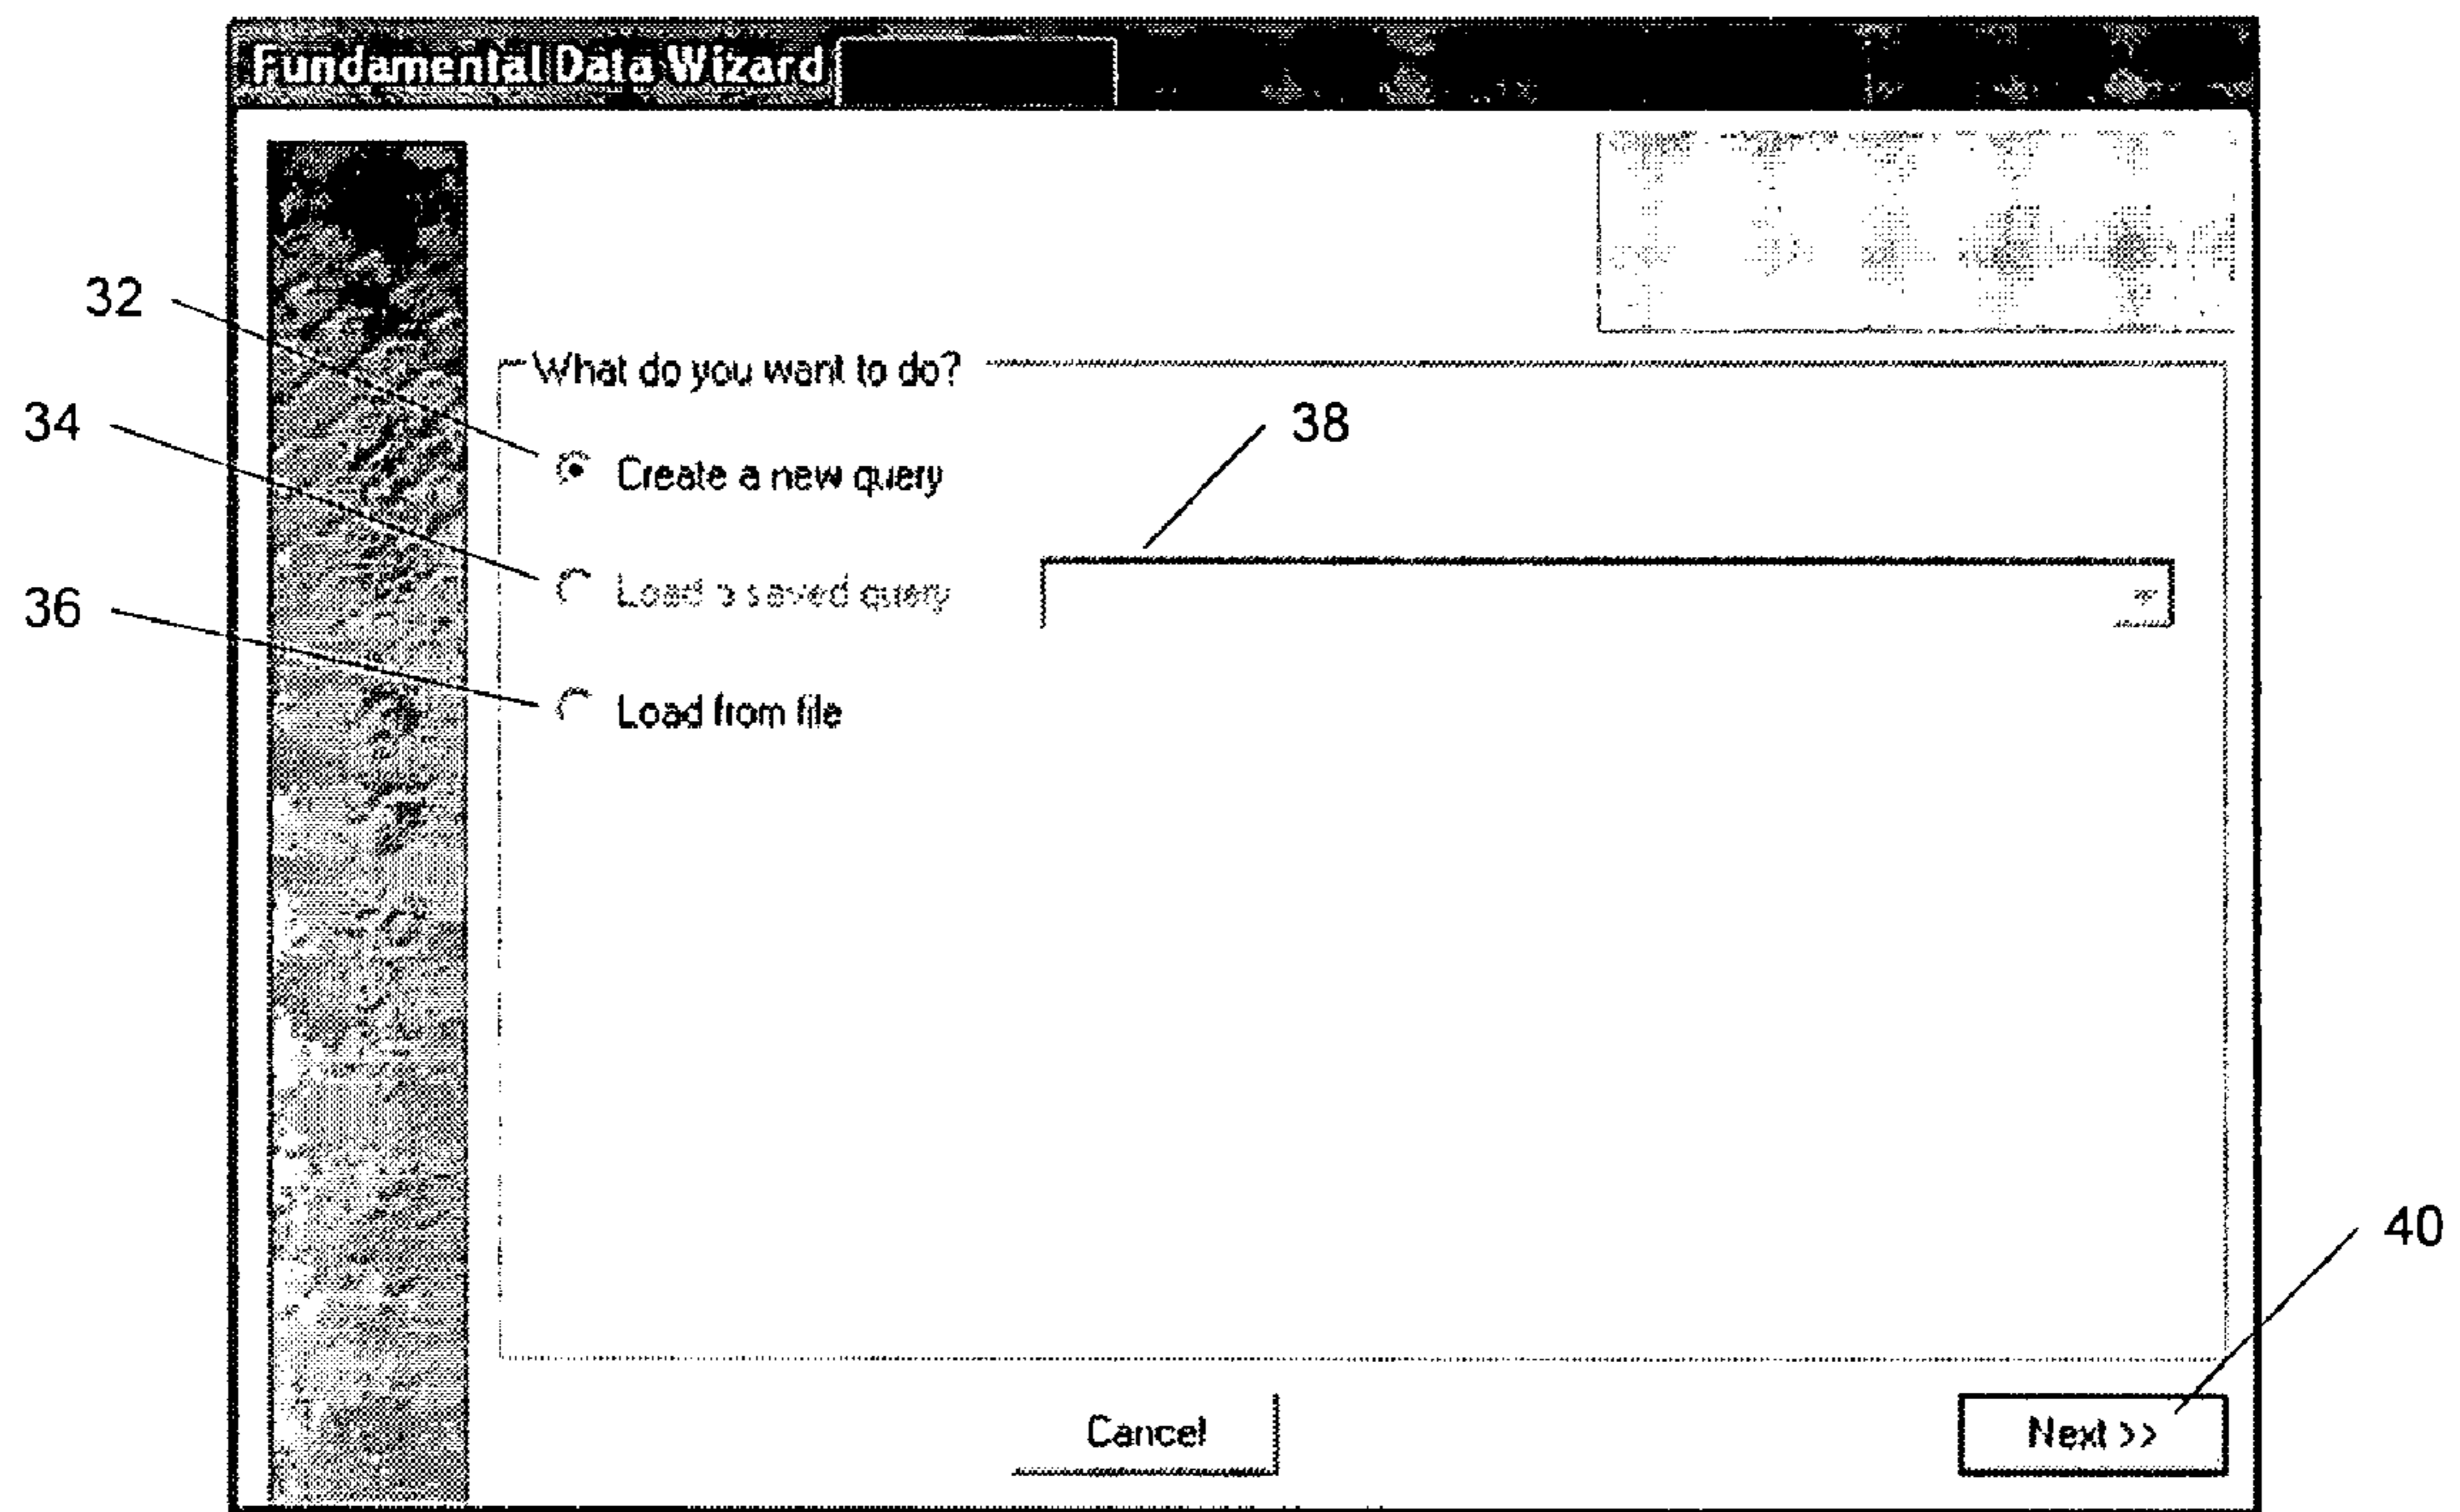 Fundamental Data Wizard
32
What do you want to do?
34
38
Create a new query
36
Load a saved query
Load from file
40
Cancel
Next >>